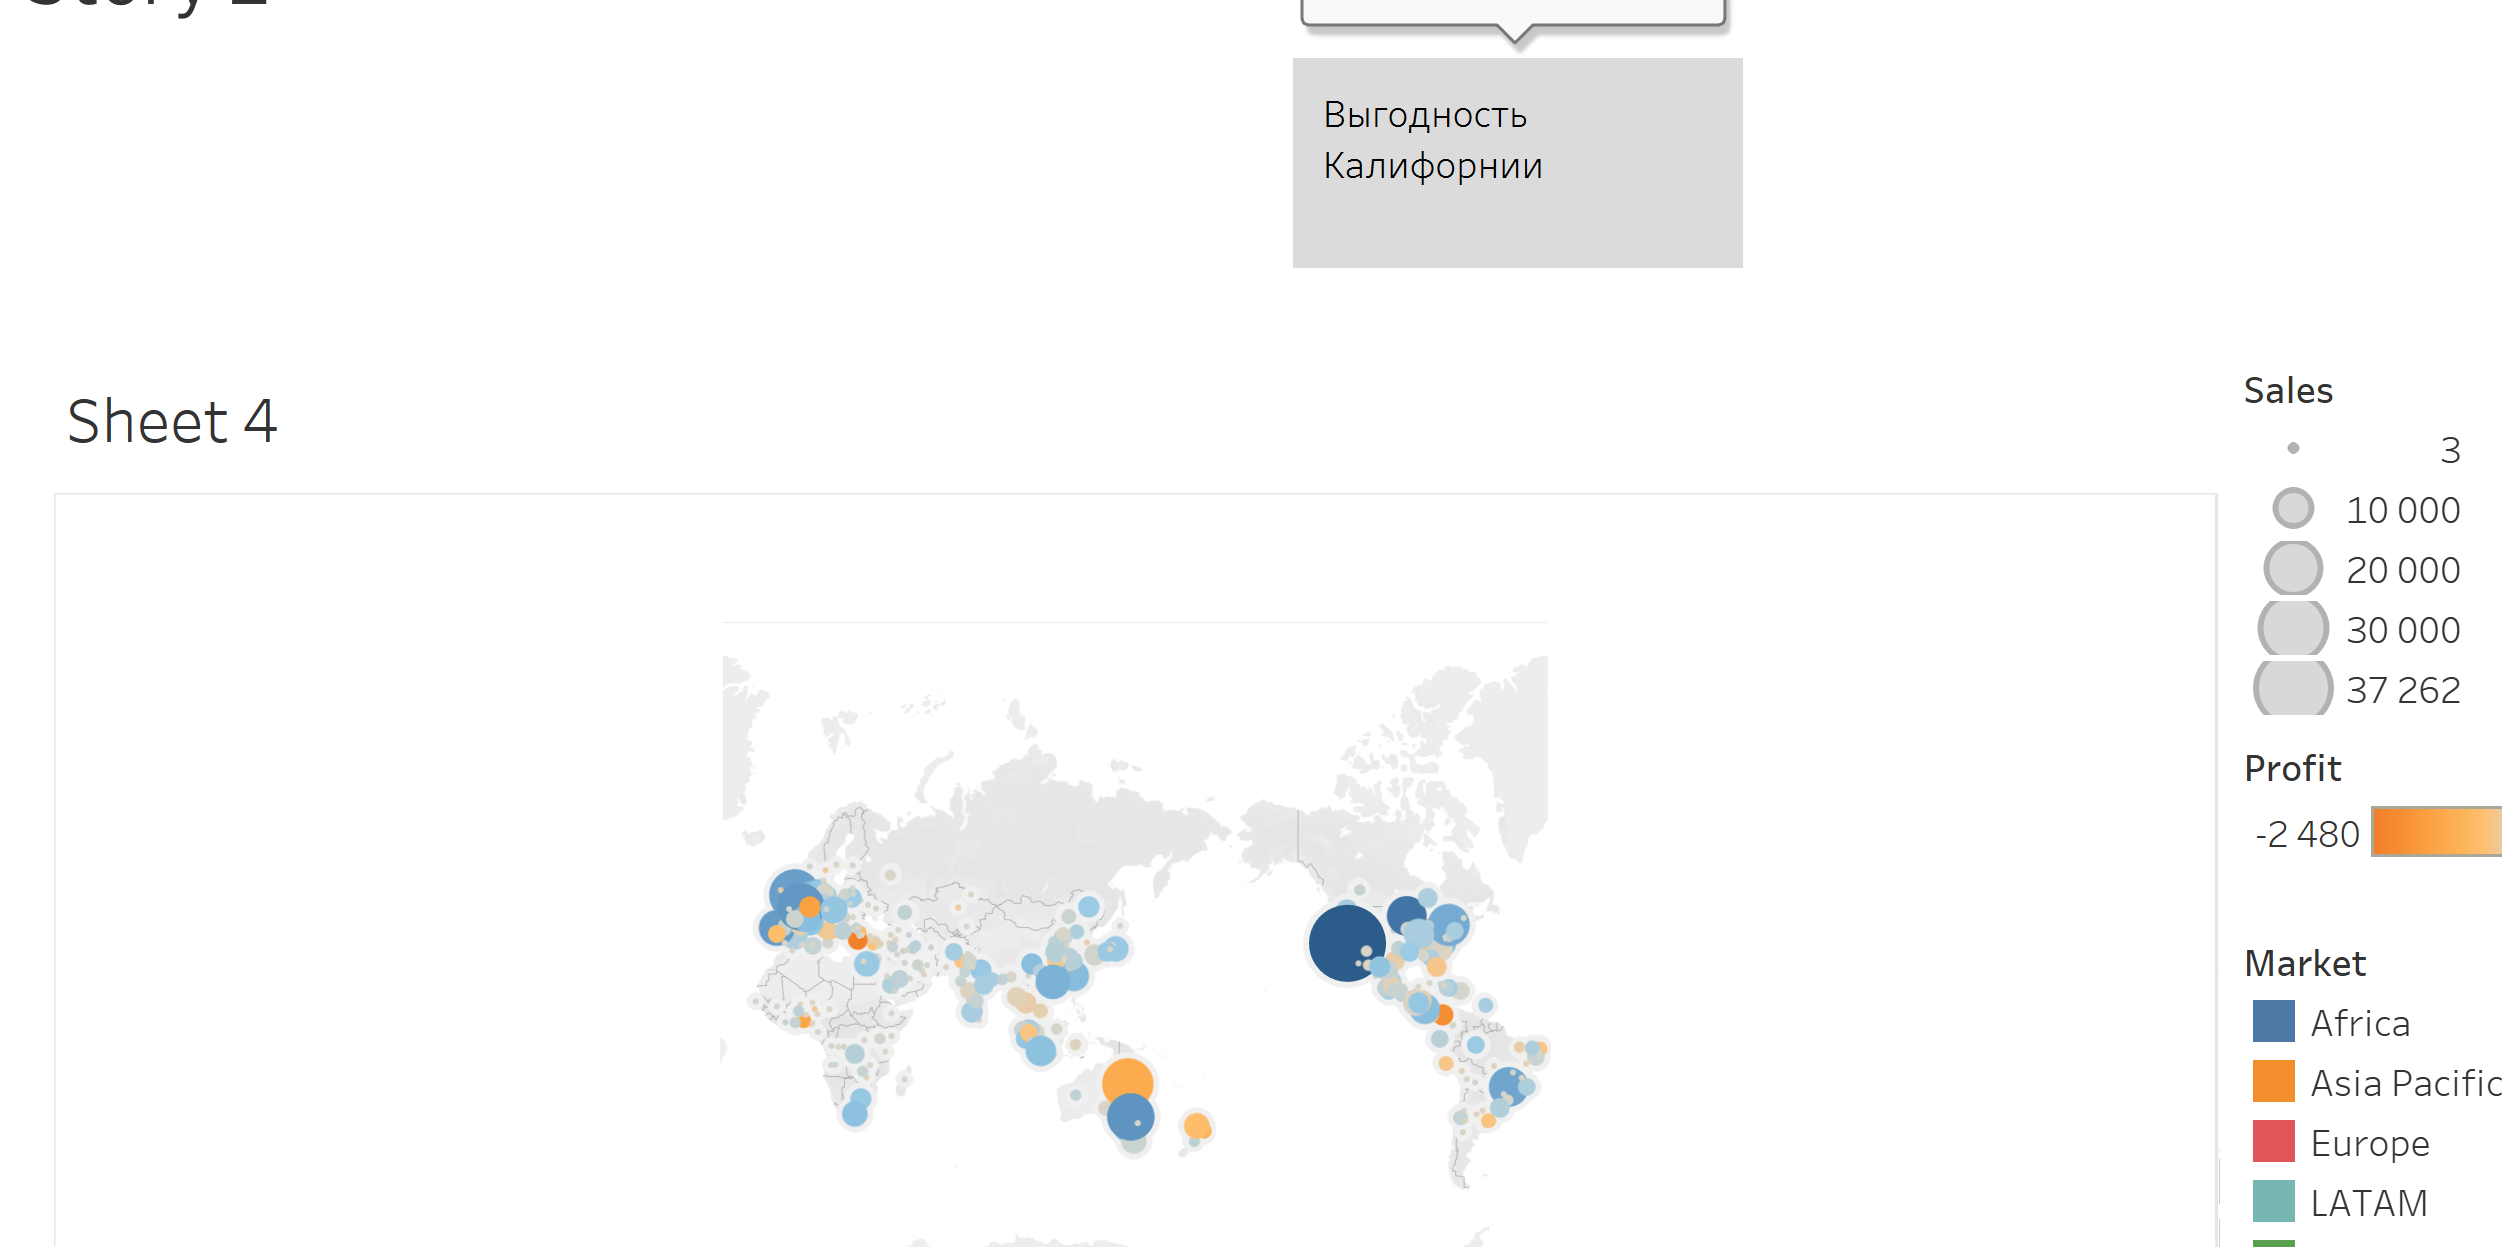 Выгодность
Калифорнии
Sheet 4
Sales
3
10 000
20 000
30 000
37 262
Profit
-2 480
Market
Africa
Asia Pacific
Europe
LATAM